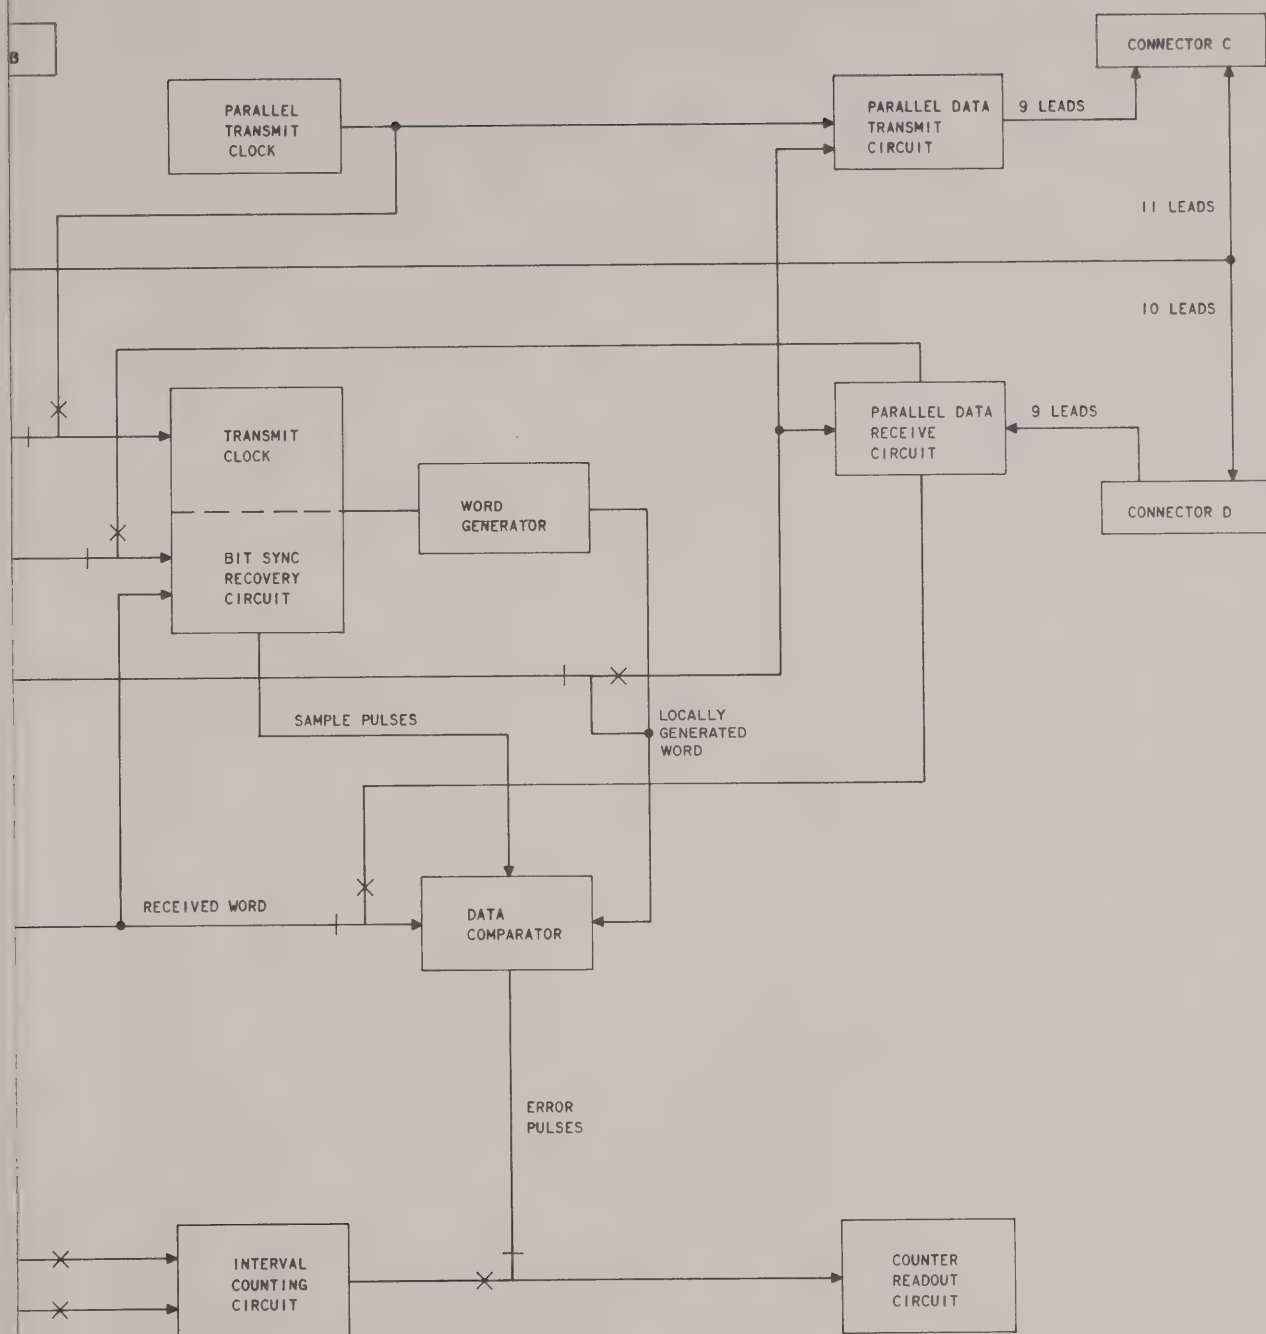 B
CONNECTOR C
PARALLEL
TRANSMIT
CLOCK
PARALLEL DATA
TRANSMIT
CIRCUIT
9 LEADS
11 LEADS
10 LEADS
TRANSMIT
CLOCK
BIT SYNC
RECOVERY
CIRCUIT
WORD
GENERATOR
PARALLEL DATA
RECEIVE
CIRCUIT
9 LEADS
CONNECTOR D
SAMPLE PULSES
LOCALLY
GENERATED
WORD
RECEIVED WORD
DATA
COMPARATOR
ERROR
PULSES
INTERVAL
COUNTING
CIRCUIT
COUNTER
READOUT
CIRCUIT